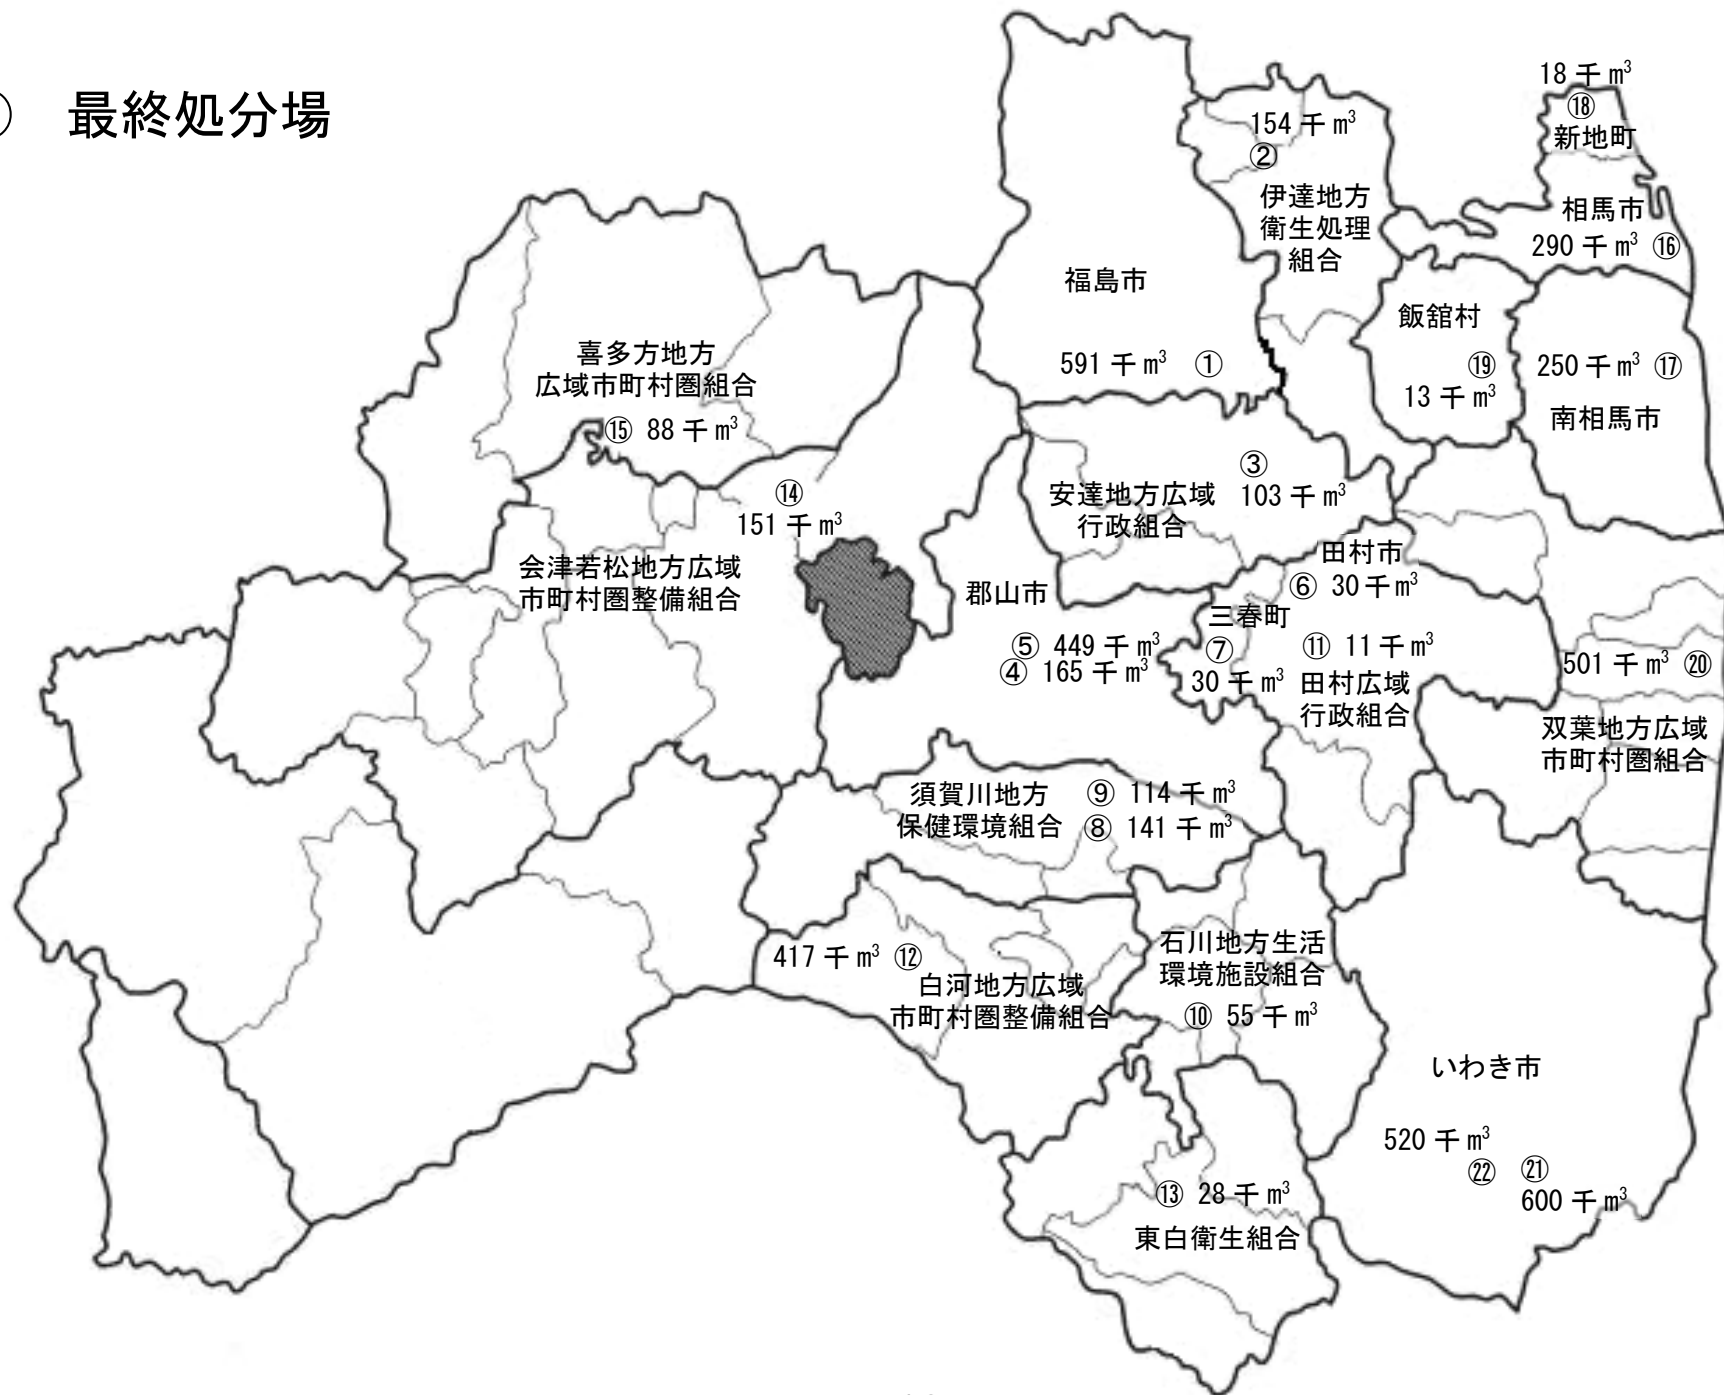 最終処分場
18 千㎥
⑱
新地町
154 千㎥
②
伊達地方
衛生処理
組合
相馬市
290 千㎥ ⑯
福島市
591 千㎥ ①
飯舘村
⑲
13 千㎥
250 千㎥ ⑰
南相馬市
喜多方地方
広域市町村圏組合
⑮ 88 千㎥
⑭
151 千㎥
③
安達地方広域 103 千㎥
行政組合
会津若松地方広域
市町村圏整備組合
郡山市
⑤ 449 千㎥
④ 165 千㎥
田村市
⑥ 30 千㎥
三春町
⑦
30 千㎥
⑪ 11 千㎥
田村広域
行政組合
501 千㎥ ⑳
双葉地方広域
市町村圏組合
須賀川地方 ⑨ 114 千㎥
保健環境組合 ⑧ 141 千㎥
417 千㎥ ⑫
白河地方広域
市町村圏整備組合
石川地方生活
環境施設組合
⑩ 55 千㎥
いわき市
520 千㎥
㉒ ㉑
600 千㎥
⑬ 28 千㎥
東白衛生組合